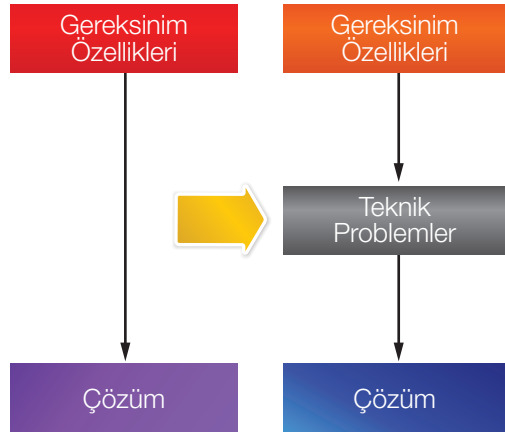 Gereksinim
Özellikleri
Gereksinim
Özellikleri
Teknik
Problemler
Çözüm
Çözüm